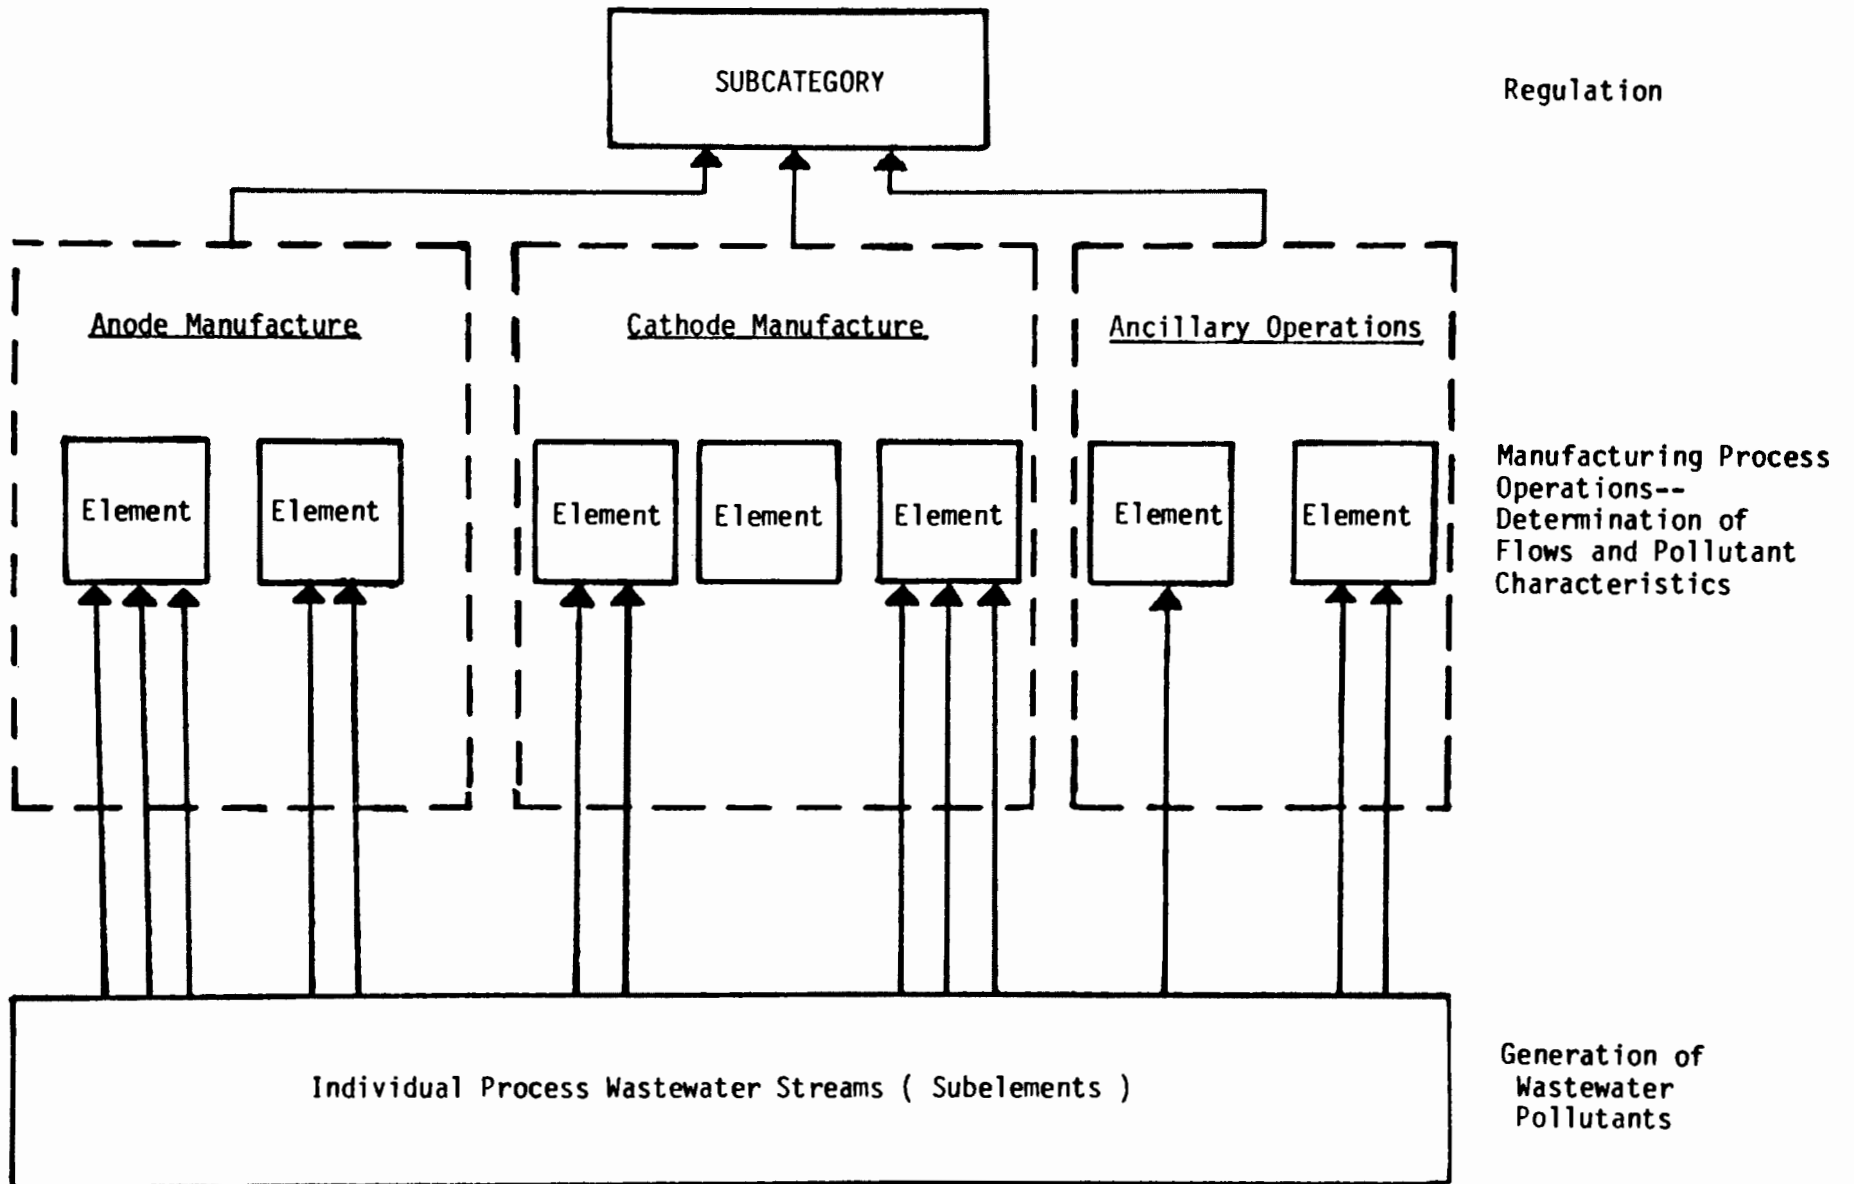 SUBCATEGORY
Regulation
Anode Manufacture
Cathode Manufacture
Ancillary Operations
Element
Element
Element
Element
Element
Element
Element
Manufacturing Process
Operations--
Determination of
Flows and Pollutant
Characteristics
Individual Process Wastewater Streams ( Subelements )
Generation of
Wastewater
Pollutants